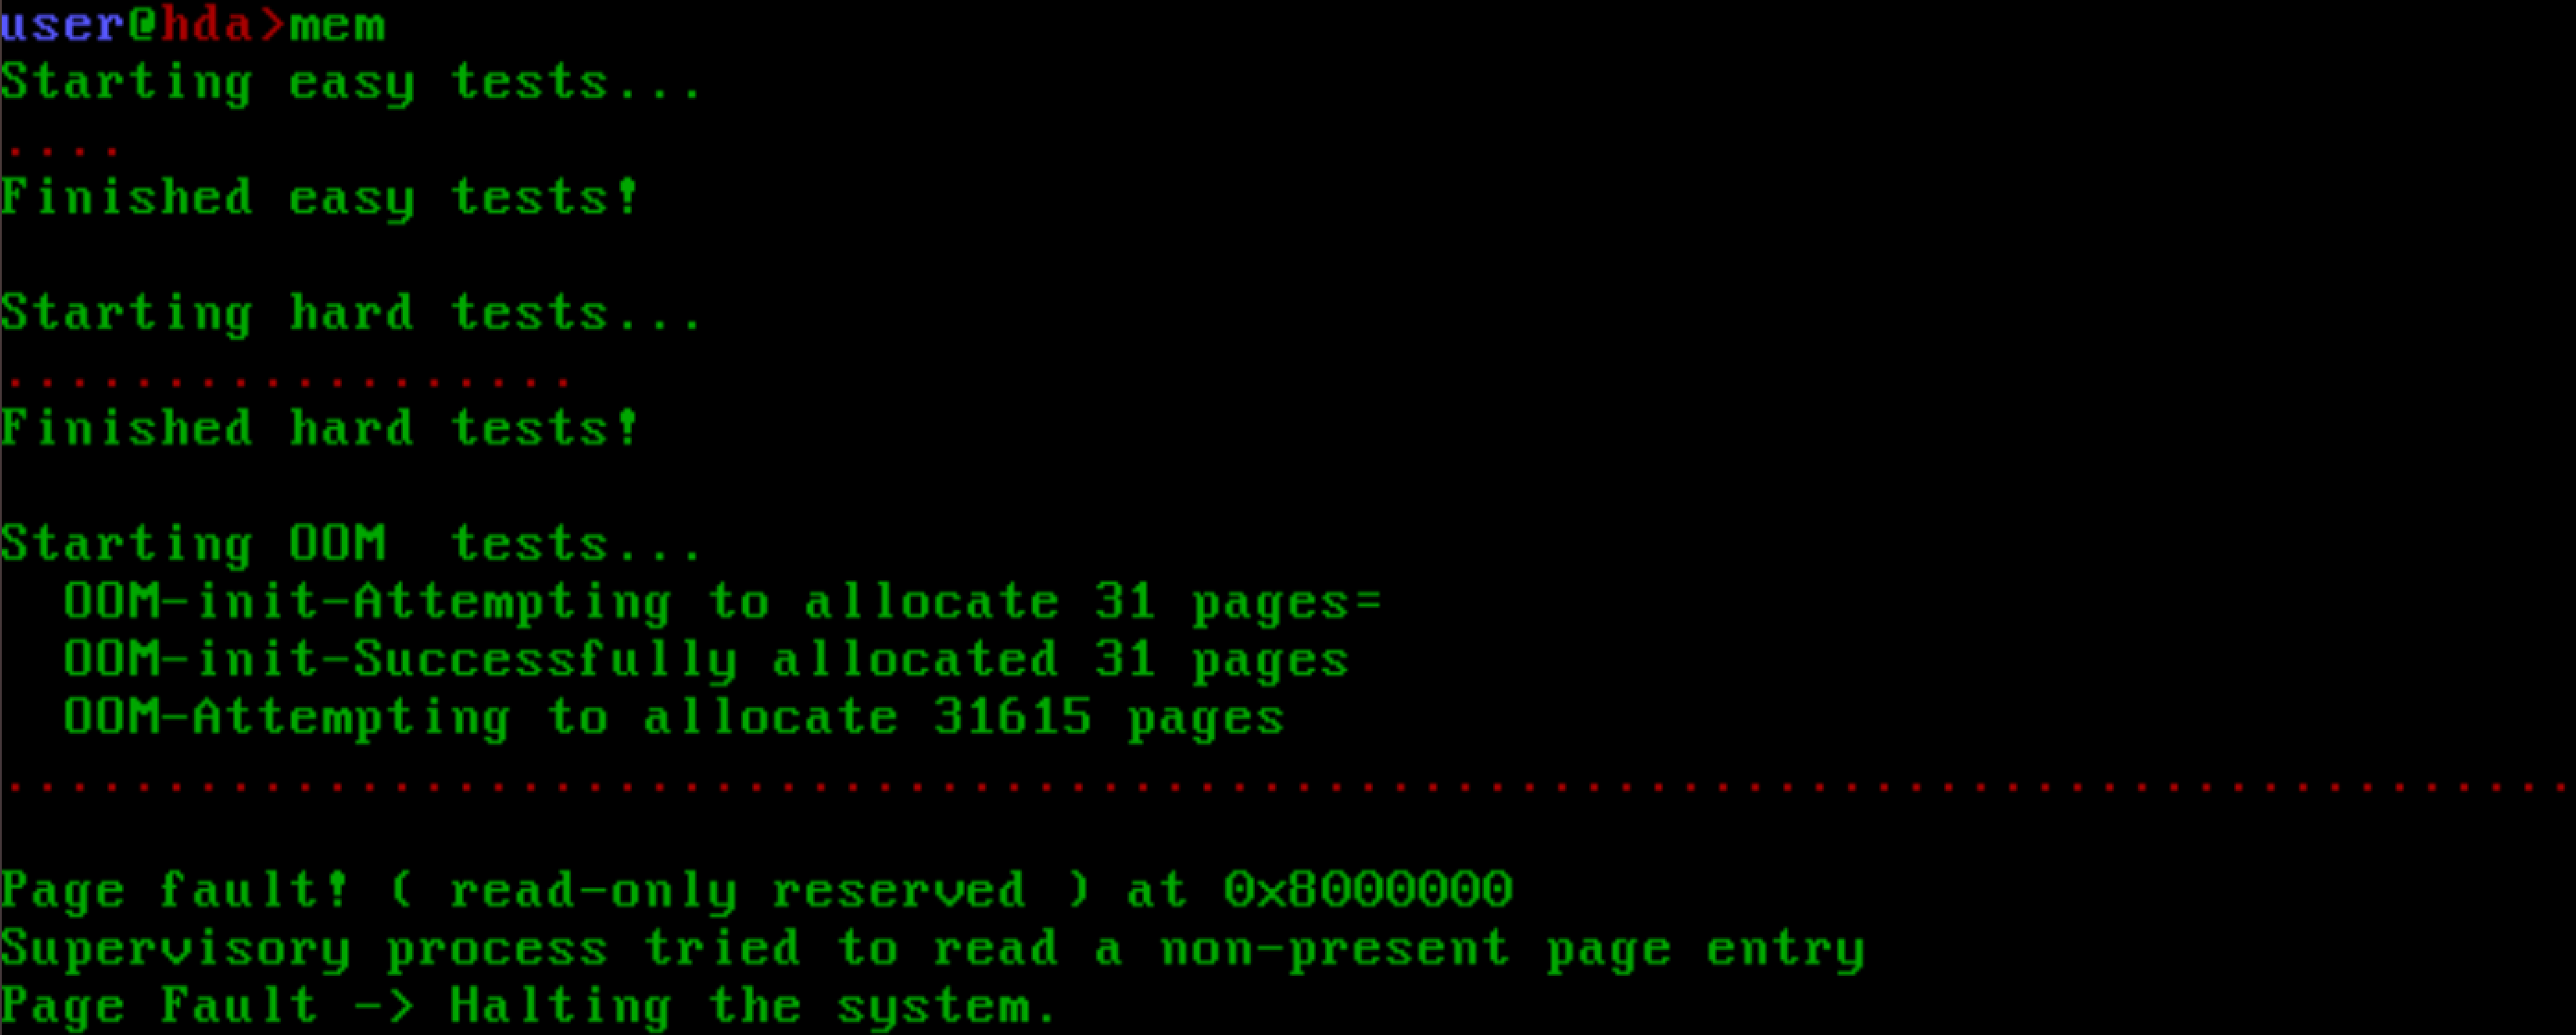 user@hda>mem
Starting easy tests...
....
Finished easy tests!
Starting hard tests...
..................
Finished hard tests!
Starting OOM  tests...
  OOM-init-Attempting to allocate 31 pages=
  OOM-init-Successfully allocated 31 pages
  OOM-Attempting to allocate 31615 pages
................................................................................
Page fault! ( read-only reserved ) at 0x8000000
Supervisory process tried to read a non-present page entry
Page Fault -> Halting the system.